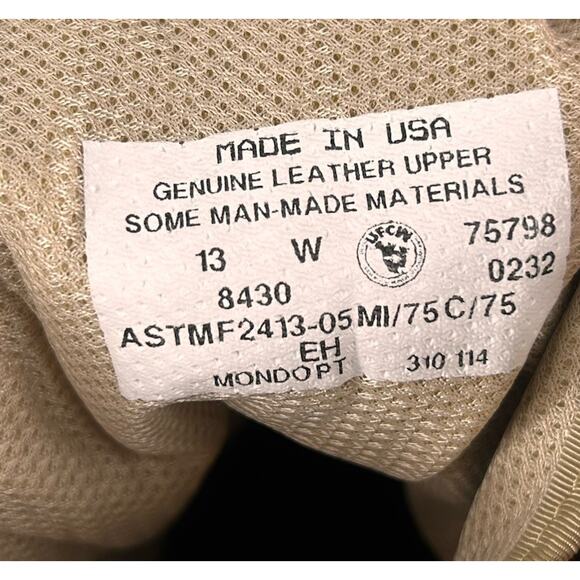 MADE IN USA
GENUINE LEATHER UPPER
SOME MAN-MADE MATERIALS
13 W UFCW 75798
8430 0232
ASTMF2413-05 MI/75 C/75
EH
MONDOPT 310 114